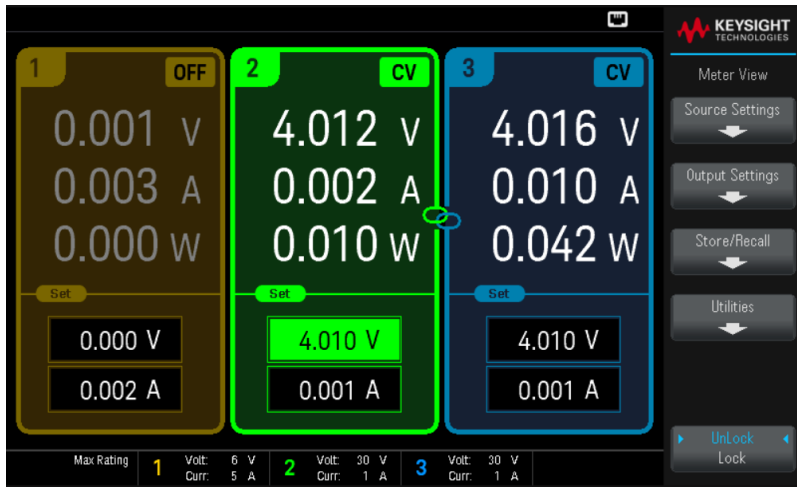 KEYSIGHT
TECHNOLOGIES
Meter View
1 OFF
0.001 V
0.003 A
0.000 W
Set
0.000 V
0.002 A
2 CV
4.012 V
0.002 A
0.010 W
Set
4.010 V
0.001 A
3 CV
4.016 V
0.010 A
0.042 W
Set
4.010 V
0.001 A
Source Settings
Output Settings
Store/Recall
Utilities
UnLock
Lock
Max Rating
1 Volt: 6 V
Curr: 5 A
2 Volt: 30 V
Curr: 1 A
3 Volt: 30 V
Curr: 1 A